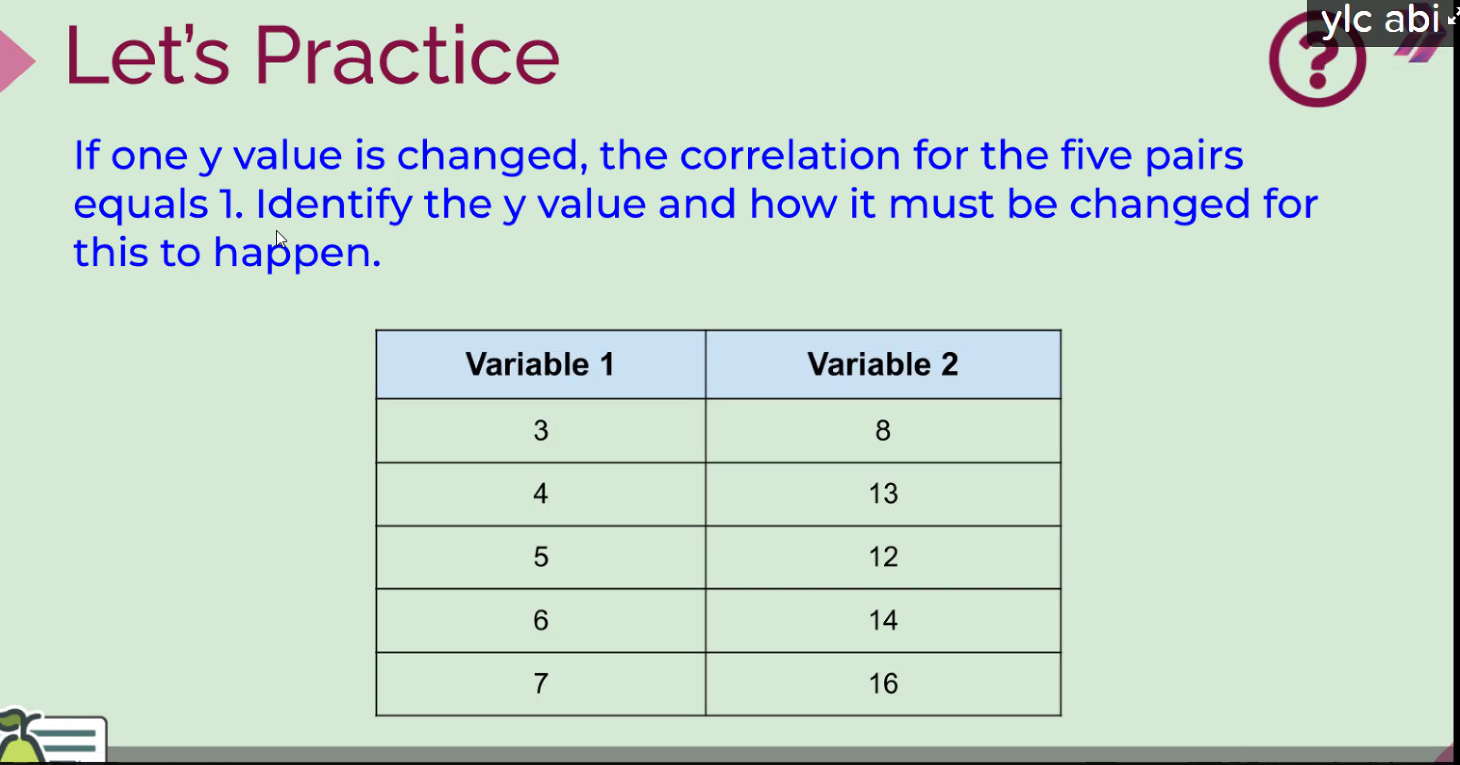 ylc abi
Let's Practice
?
If one y value is changed, the correlation for the five pairs
equals 1. Identify the y value and how it must be changed for
this to happen.
Variable 1 Variable 2
3 8
4 13
5 12
6 14
7 16